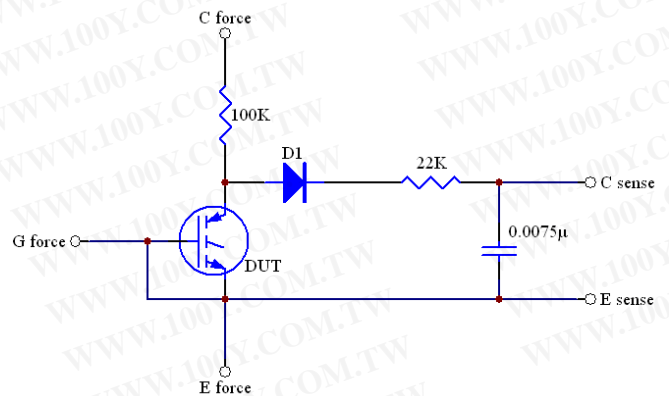 C force
100K
D1
22K
C sense
G force
DUT
0.0075µ
E sense
E force
WWW.100Y.COM.TW